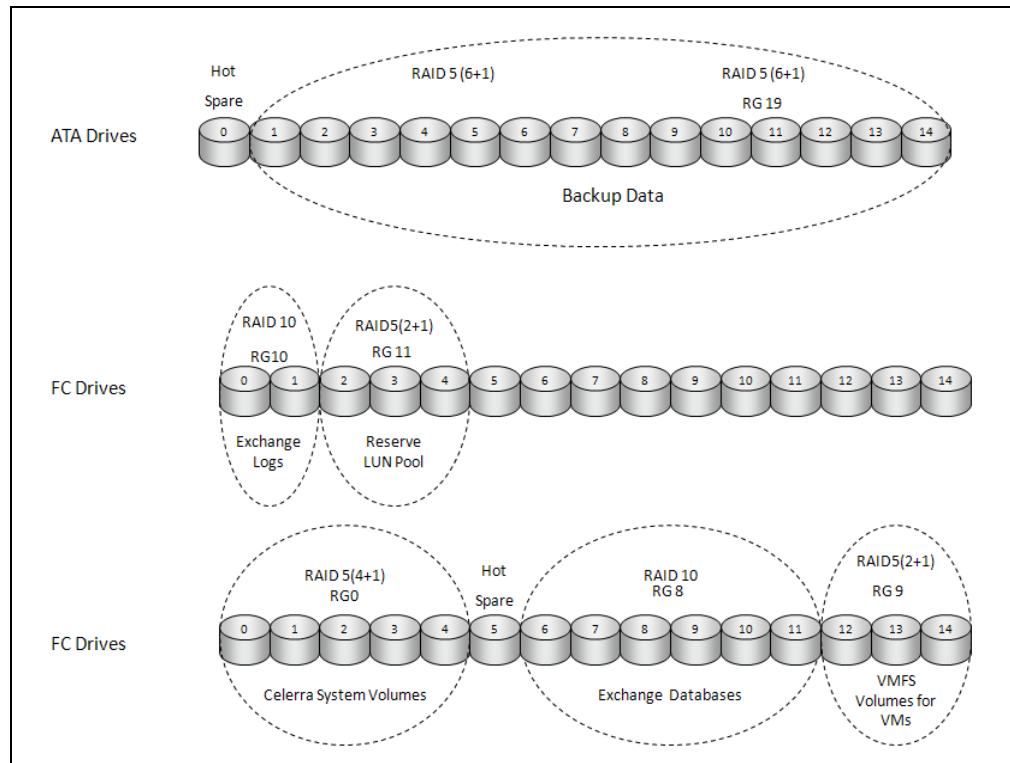 Hot
Spare
RAID 5 (6+1)
RAID 5 (6+1)
RG 19
ATA Drives
0 1 2 3 4 5 6 7 8 9 10 11 12 13 14
Backup Data
RAID 10
RG10
RAID5(2+1)
RG 11
FC Drives
0 1 2 3 4 5 6 7 8 9 10 11 12 13 14
Exchange
Logs
Reserve
LUN Pool
RAID 5(4+1)
RG0
Hot
Spare
RAID 10
RG 8
RAID5(2+1)
RG 9
FC Drives
0 1 2 3 4 5 6 7 8 9 10 11 12 13 14
Celerra System Volumes
Exchange Databases
VMFS
Volumes for
VMs